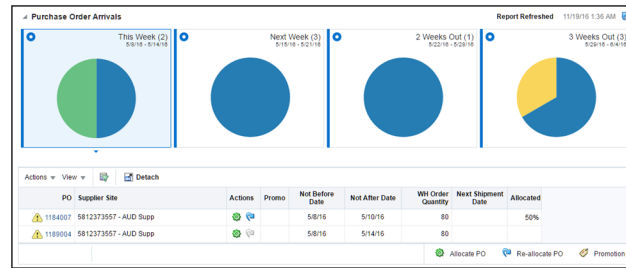 Purchase Order Arrivals
Report Refreshed 11/19/16 1:36 AM
This Week (2)
5/8/16 - 5/14/16
Next Week (3)
5/15/16 - 5/21/16
2 Weeks Out (1)
5/22/16 - 5/28/16
3 Weeks Out (3)
5/29/16 - 6/4/16
Actions View Detach
PO Supplier Site Actions Promo Not Before Date Not After Date WH Order Quantity Next Shipment Date Allocated
1184007 5812373557 - AUD Supp 5/8/16 5/10/16 80 50%
1189004 5812373557 - AUD Supp 5/8/16 5/14/16 80
Allocate PO Re-allocate PO Promotion